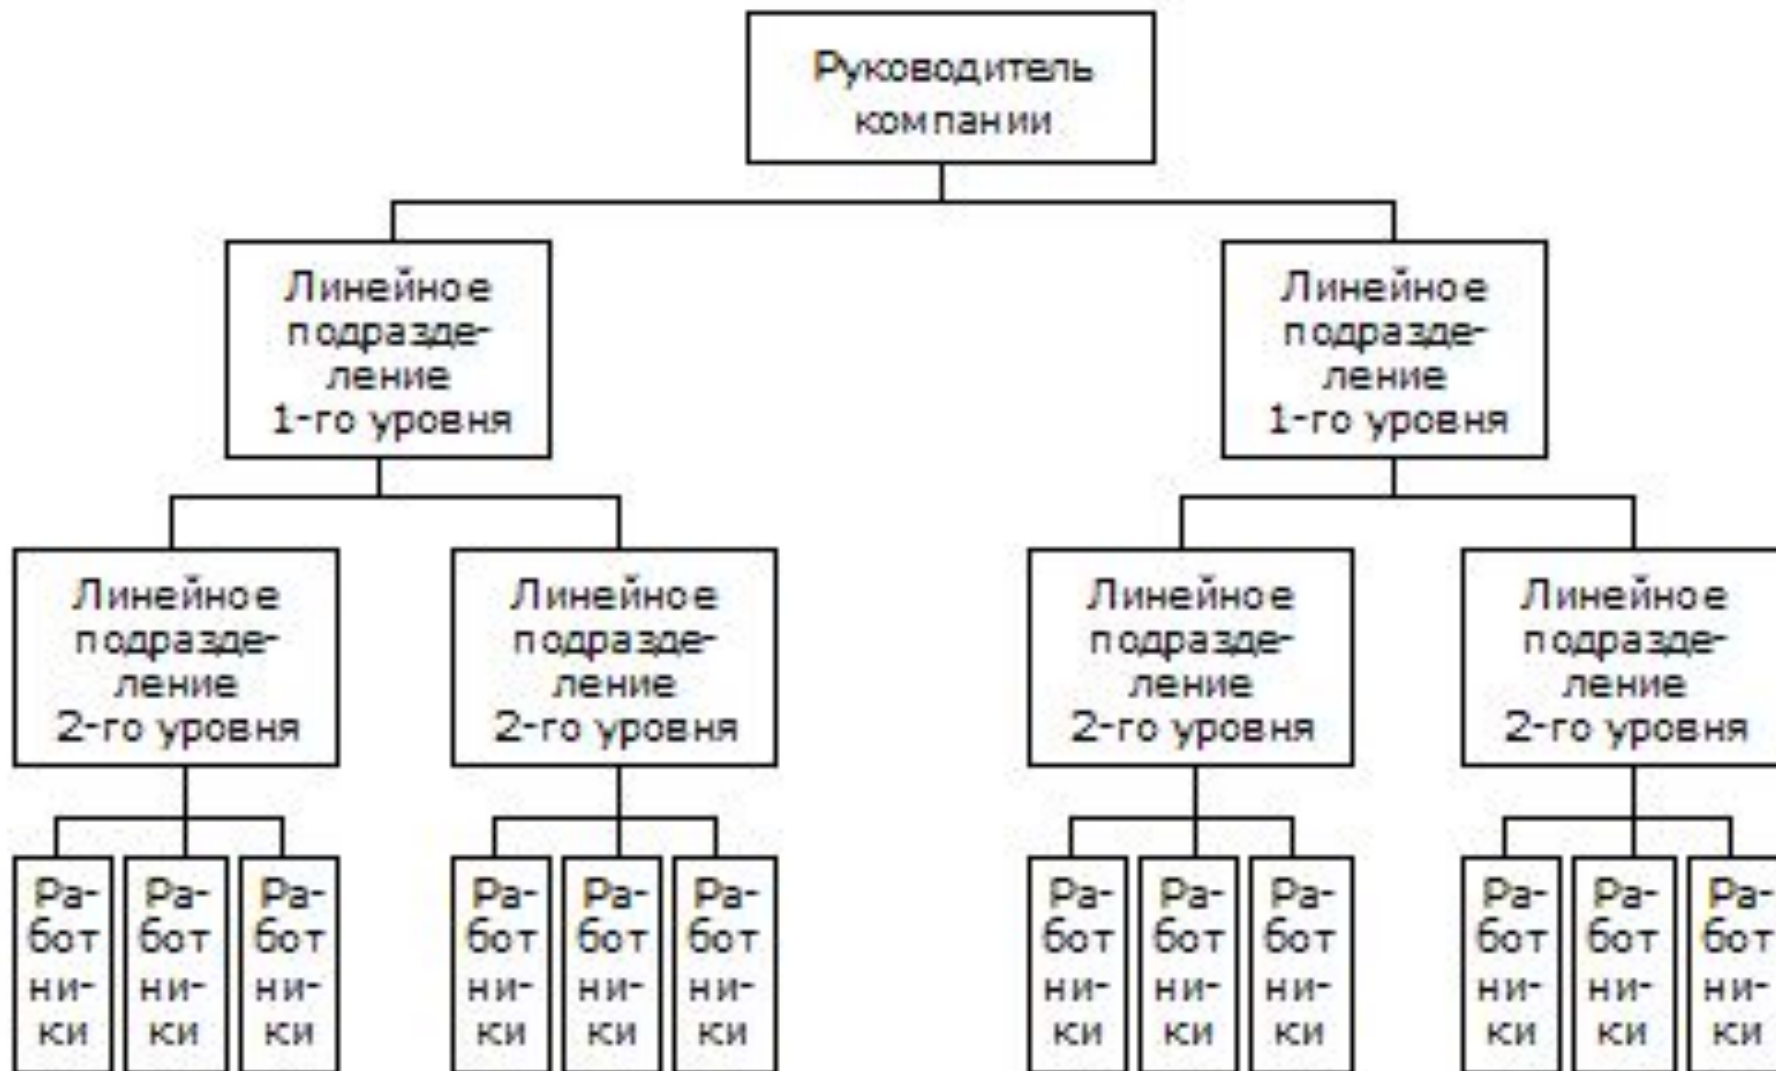 Руководитель
компании
Линейное
подразде-
ление
1-го уровня
Линейное
подразде-
ление
1-го уровня
Линейное
подразде-
ление
2-го уровня
Линейное
подразде-
ление
2-го уровня
Линейное
подразде-
ление
2-го уровня
Линейное
подразде-
ление
2-го уровня
Ра-
бот
ни-
ки
Ра-
бот
ни-
ки
Ра-
бот
ни-
ки
Ра-
бот
ни-
ки
Ра-
бот
ни-
ки
Ра-
бот
ни-
ки
Ра-
бот
ни-
ки
Ра-
бот
ни-
ки
Ра-
бот
ни-
ки
Ра-
бот
ни-
ки
Ра-
бот
ни-
ки
Ра-
бот
ни-
ки